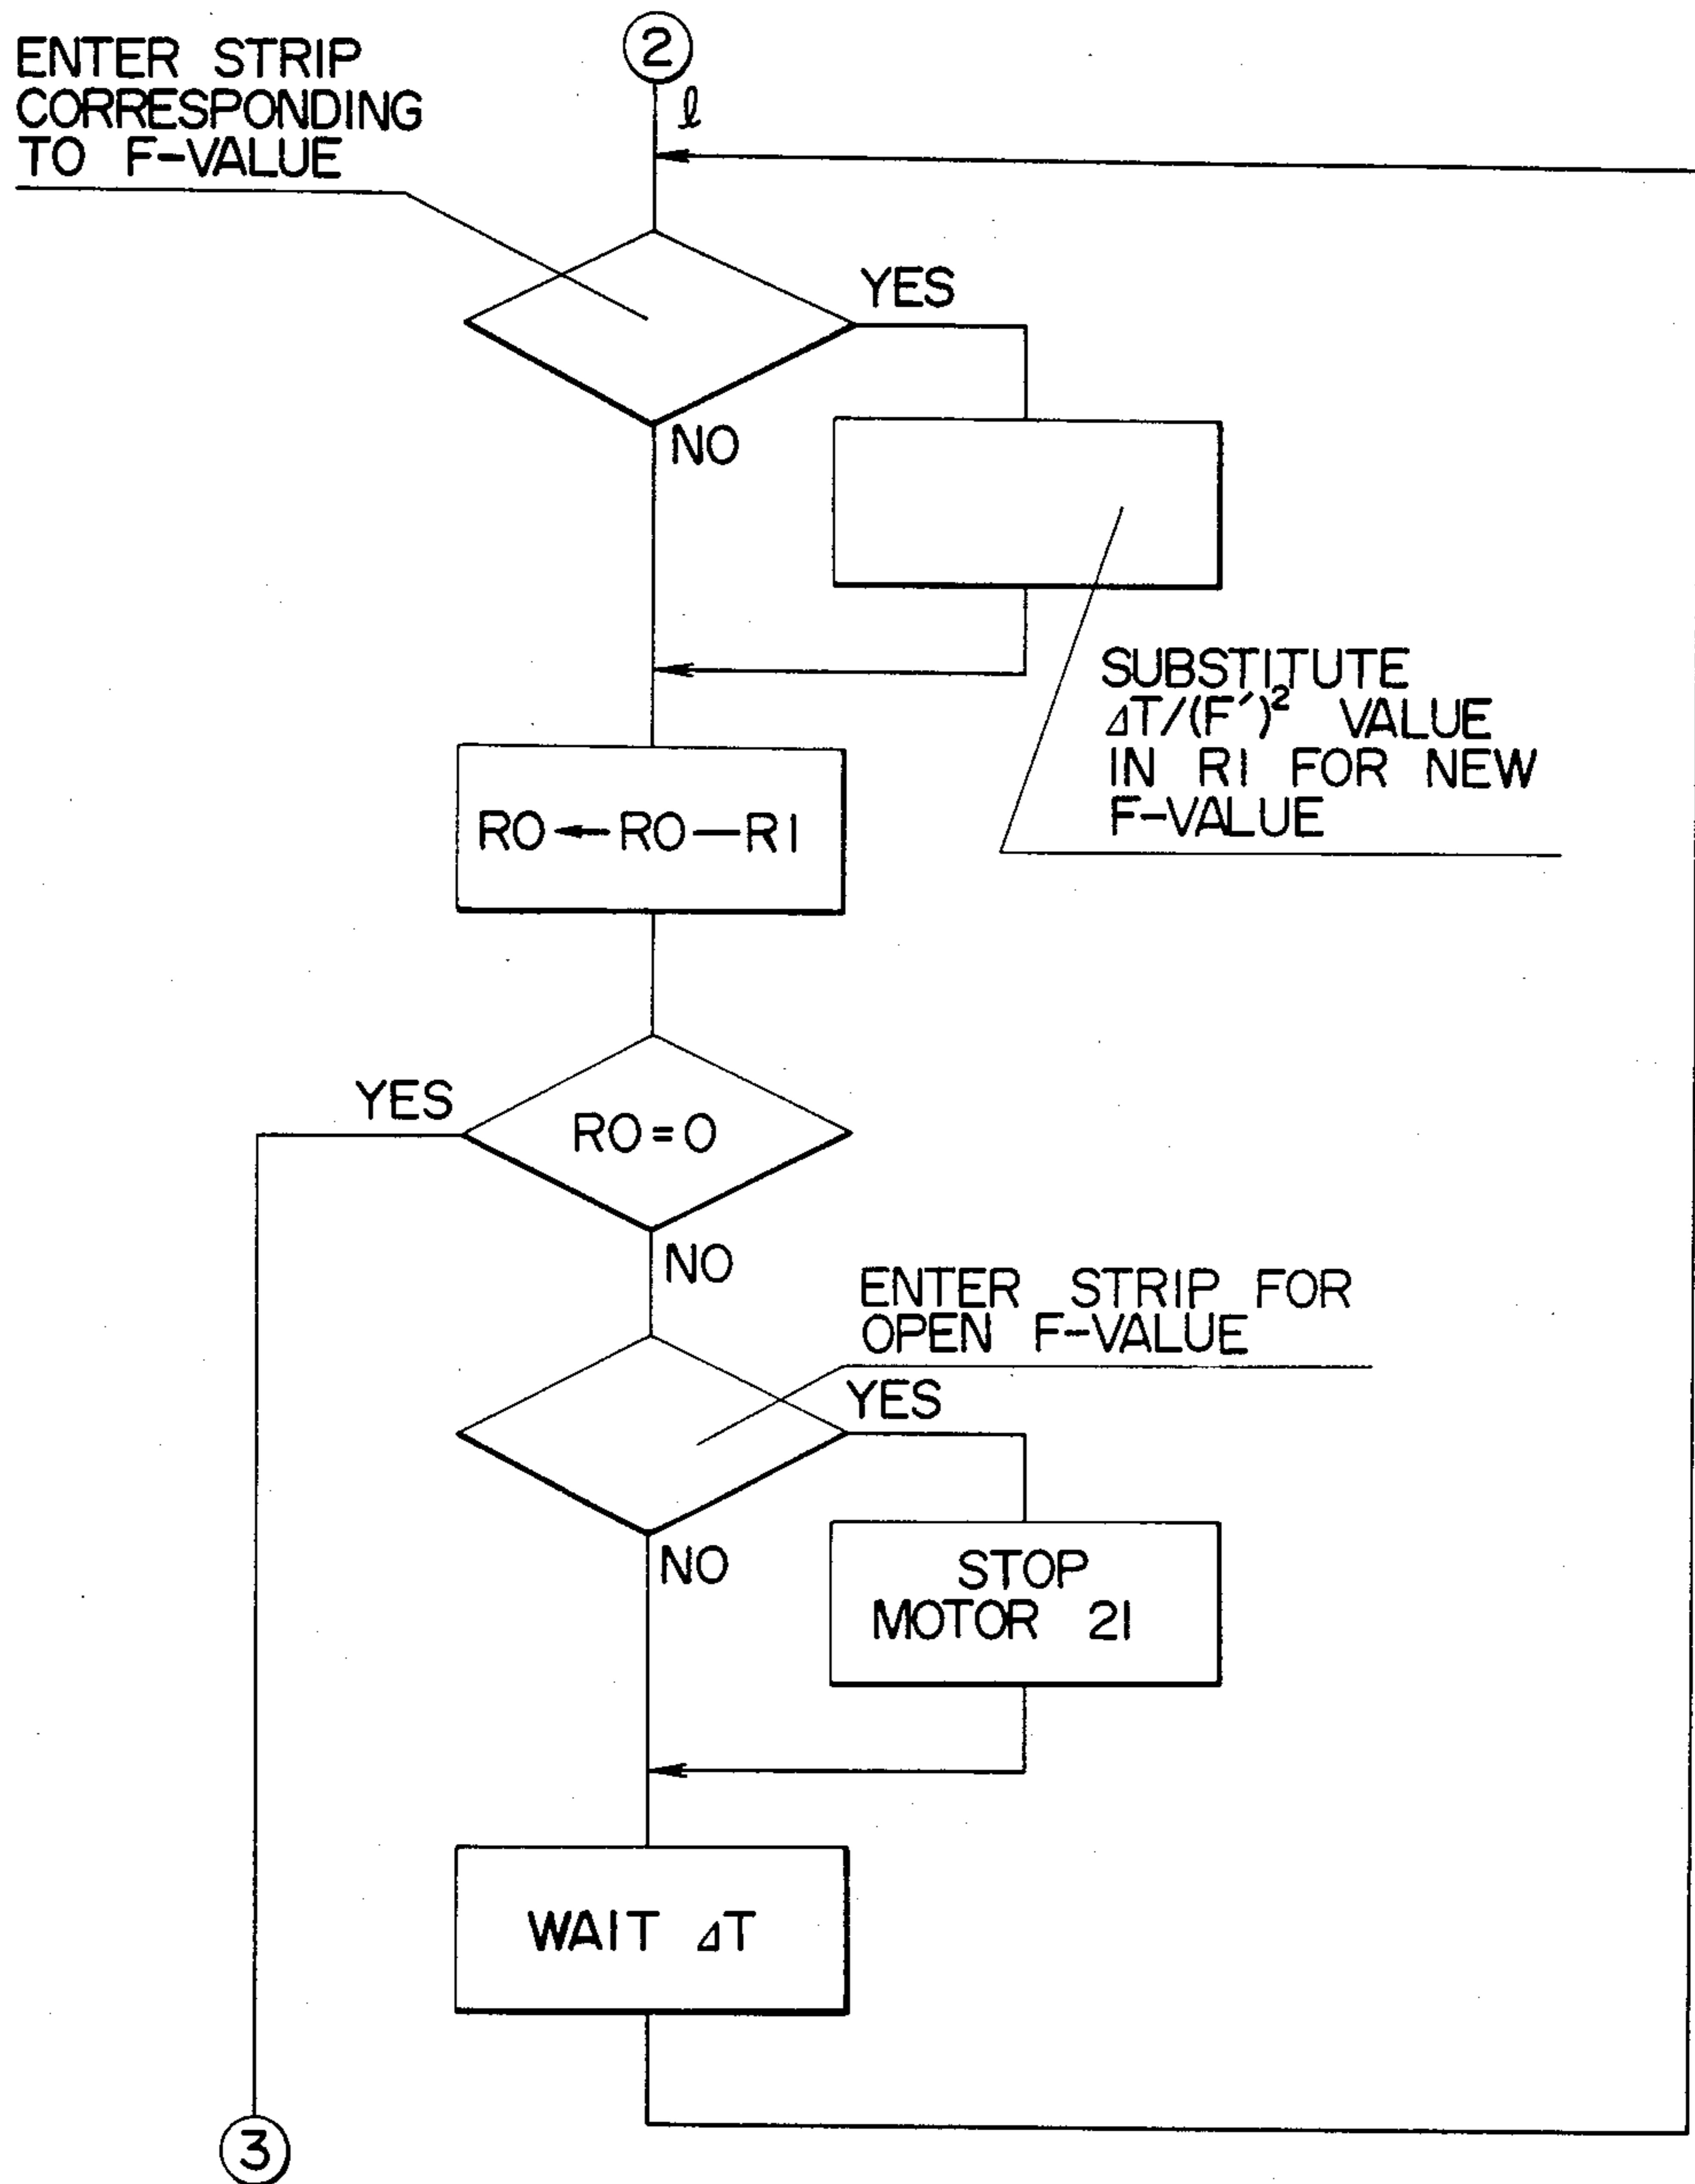 ②
ENTER STRIP
CORRESPONDING
TO F-VALUE
ℓ
YES
NO
SUBSTITUTE
ΔT/(F′)² VALUE
IN R1 FOR NEW
F-VALUE
R0←R0—R1
YES
R0=0
NO
ENTER STRIP FOR
OPEN F-VALUE
YES
NO
STOP
MOTOR 21
WAIT ΔT
③